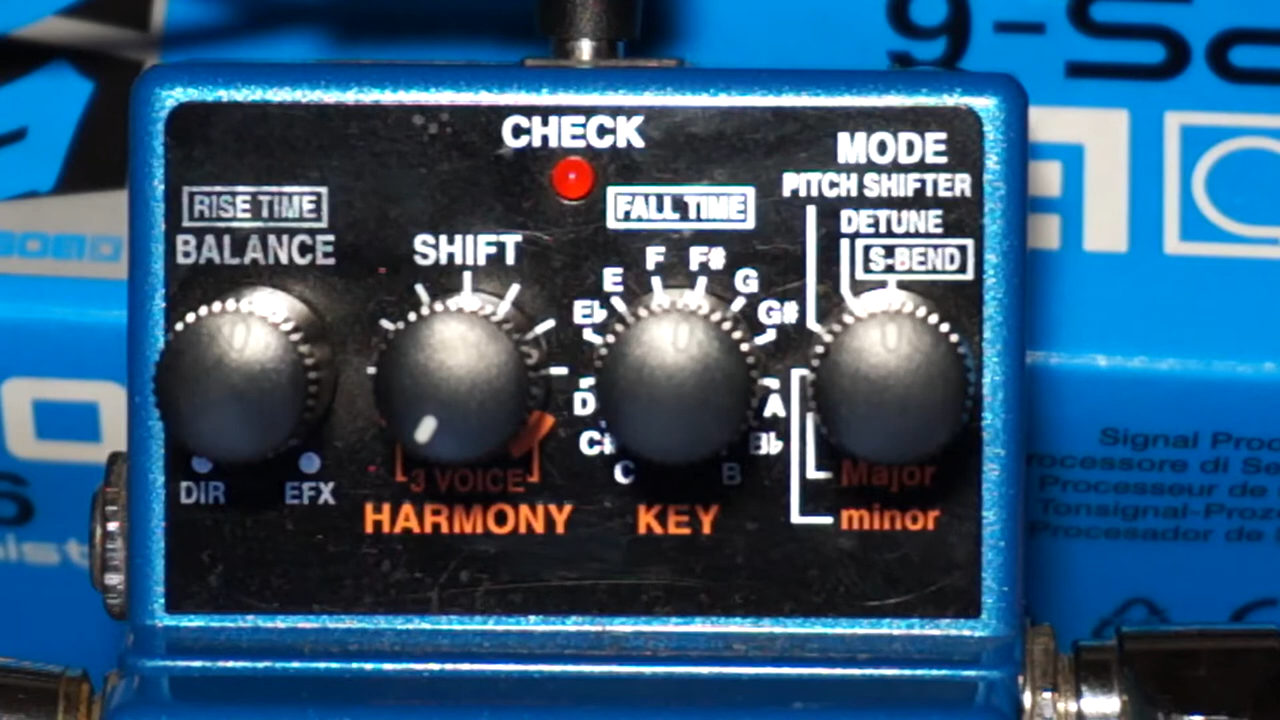 CHECK
RISE TIME
BALANCE
DIR
EFX
SHIFT
3 VOICE
HARMONY
FALL TIME
C
C#
D
E♭
E
F
F#
G
G#
A
B♭
B
KEY
MODE
PITCH SHIFTER
DETUNE
S-BEND
Major
minor
Signal Proc
rocessore di Se
Processeur de
Tonsignal-Proz
Procesador de